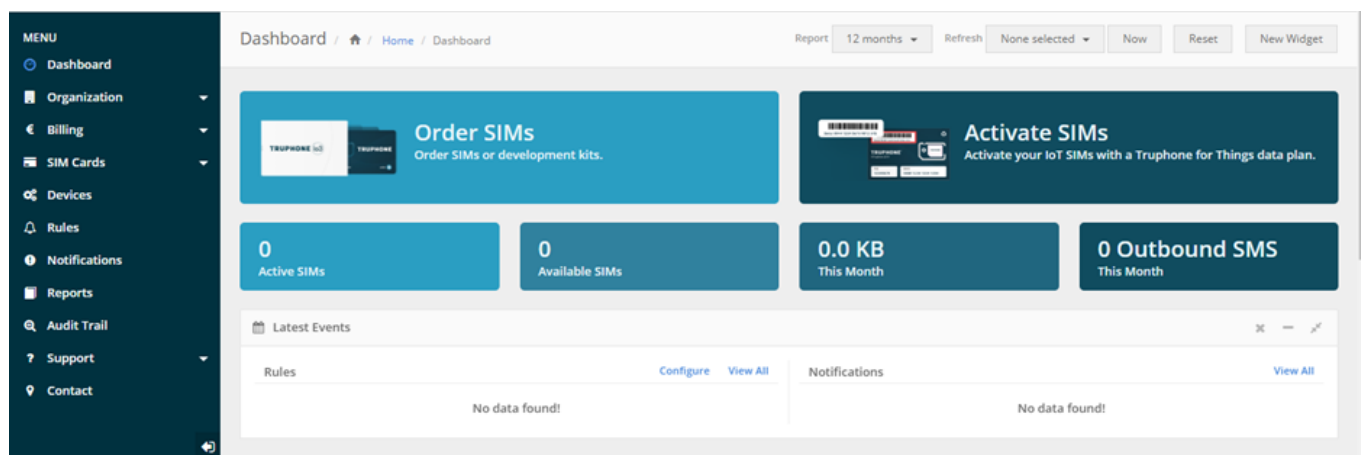 MENU
Dashboard
Organization
€ Billing
SIM Cards
Devices
Rules
Notifications
Reports
Audit Trail
? Support
Contact
Dashboard / / Home / Dashboard
Report 12 months Refresh None selected Now Reset New Widget
TRUPHONE IoT
TRUPHONE
Order SIMs
Order SIMs or development kits.
TRUPHONE
Activate SIMs
Activate your IoT SIMs with a Truphone for Things data plan.
0
Active SIMs
0
Available SIMs
0.0 KB
This Month
0 Outbound SMS
This Month
Latest Events
Rules Configure View All
No data found!
Notifications View All
No data found!